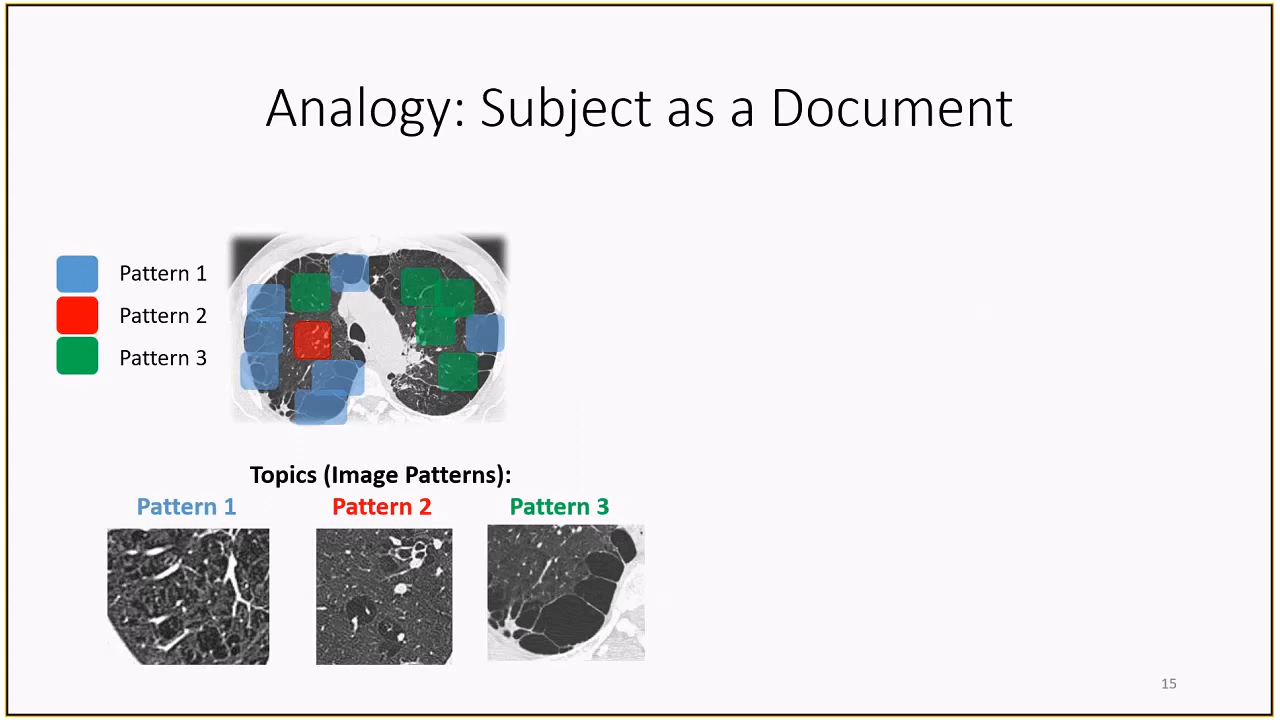 Analogy: Subject as a Document
Pattern 1
Pattern 2
Pattern 3
Topics (Image Patterns):
Pattern 1 Pattern 2 Pattern 3
15